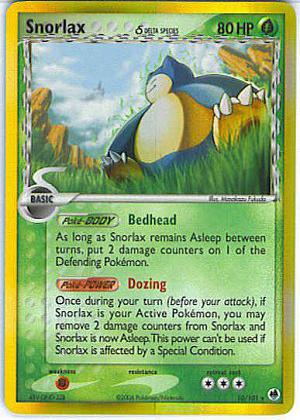 Snorlax δ DELTA SPECIES 80 HP
Illus. Masakazu Fukuda
BASIC
Poké-BODY Bedhead
As long as Snorlax remains Asleep between
turns, put 2 damage counters on 1 of the
Defending Pokémon.
Poké-POWER Dozing
Once during your turn (before your attack), if
Snorlax is your Active Pokémon, you may
remove 2 damage counters from Snorlax and
Snorlax is now Asleep. This power can't be used if
Snorlax is affected by a Special Condition.
weakness resistance retreat cost
©2006 Pokémon 10/101